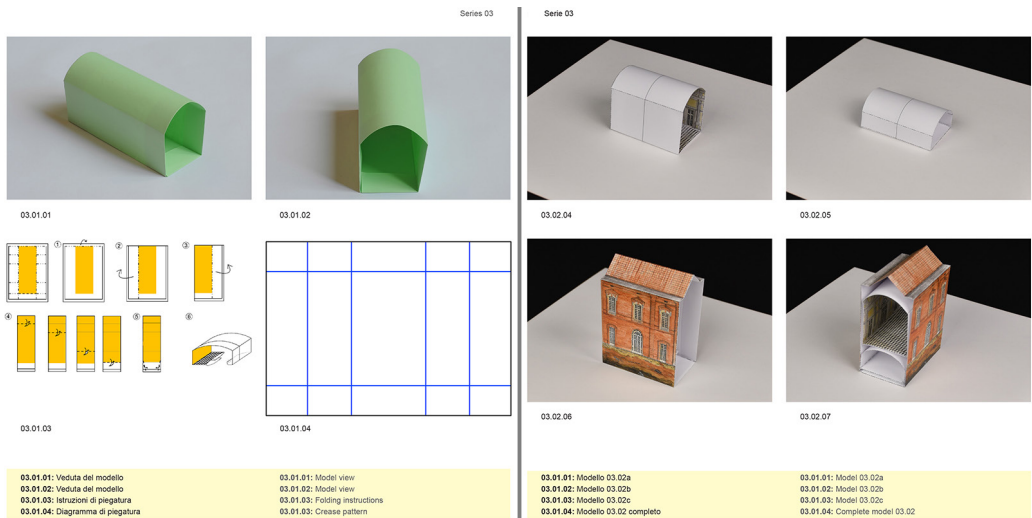 Series 03
03.01.01
03.01.02
①
②
③
④
⑤
⑥
03.01.03
03.01.04
03.01.01: Veduta del modello
03.01.02: Veduta del modello
03.01.03: Istruzioni di piegatura
03.01.04: Diagramma di piegatura
03.01.01: Model view
03.01.02: Model view
03.01.03: Folding instructions
03.01.03: Crease pattern
Serie 03
03.02.04
03.02.05
03.02.06
03.02.07
03.01.01: Modello 03.02a
03.01.02: Modello 03.02b
03.01.03: Modello 03.02c
03.01.04: Modello 03.02 completo
03.01.01: Model 03.02a
03.01.02: Model 03.02b
03.01.03: Model 03.02c
03.01.04: Complete model 03.02